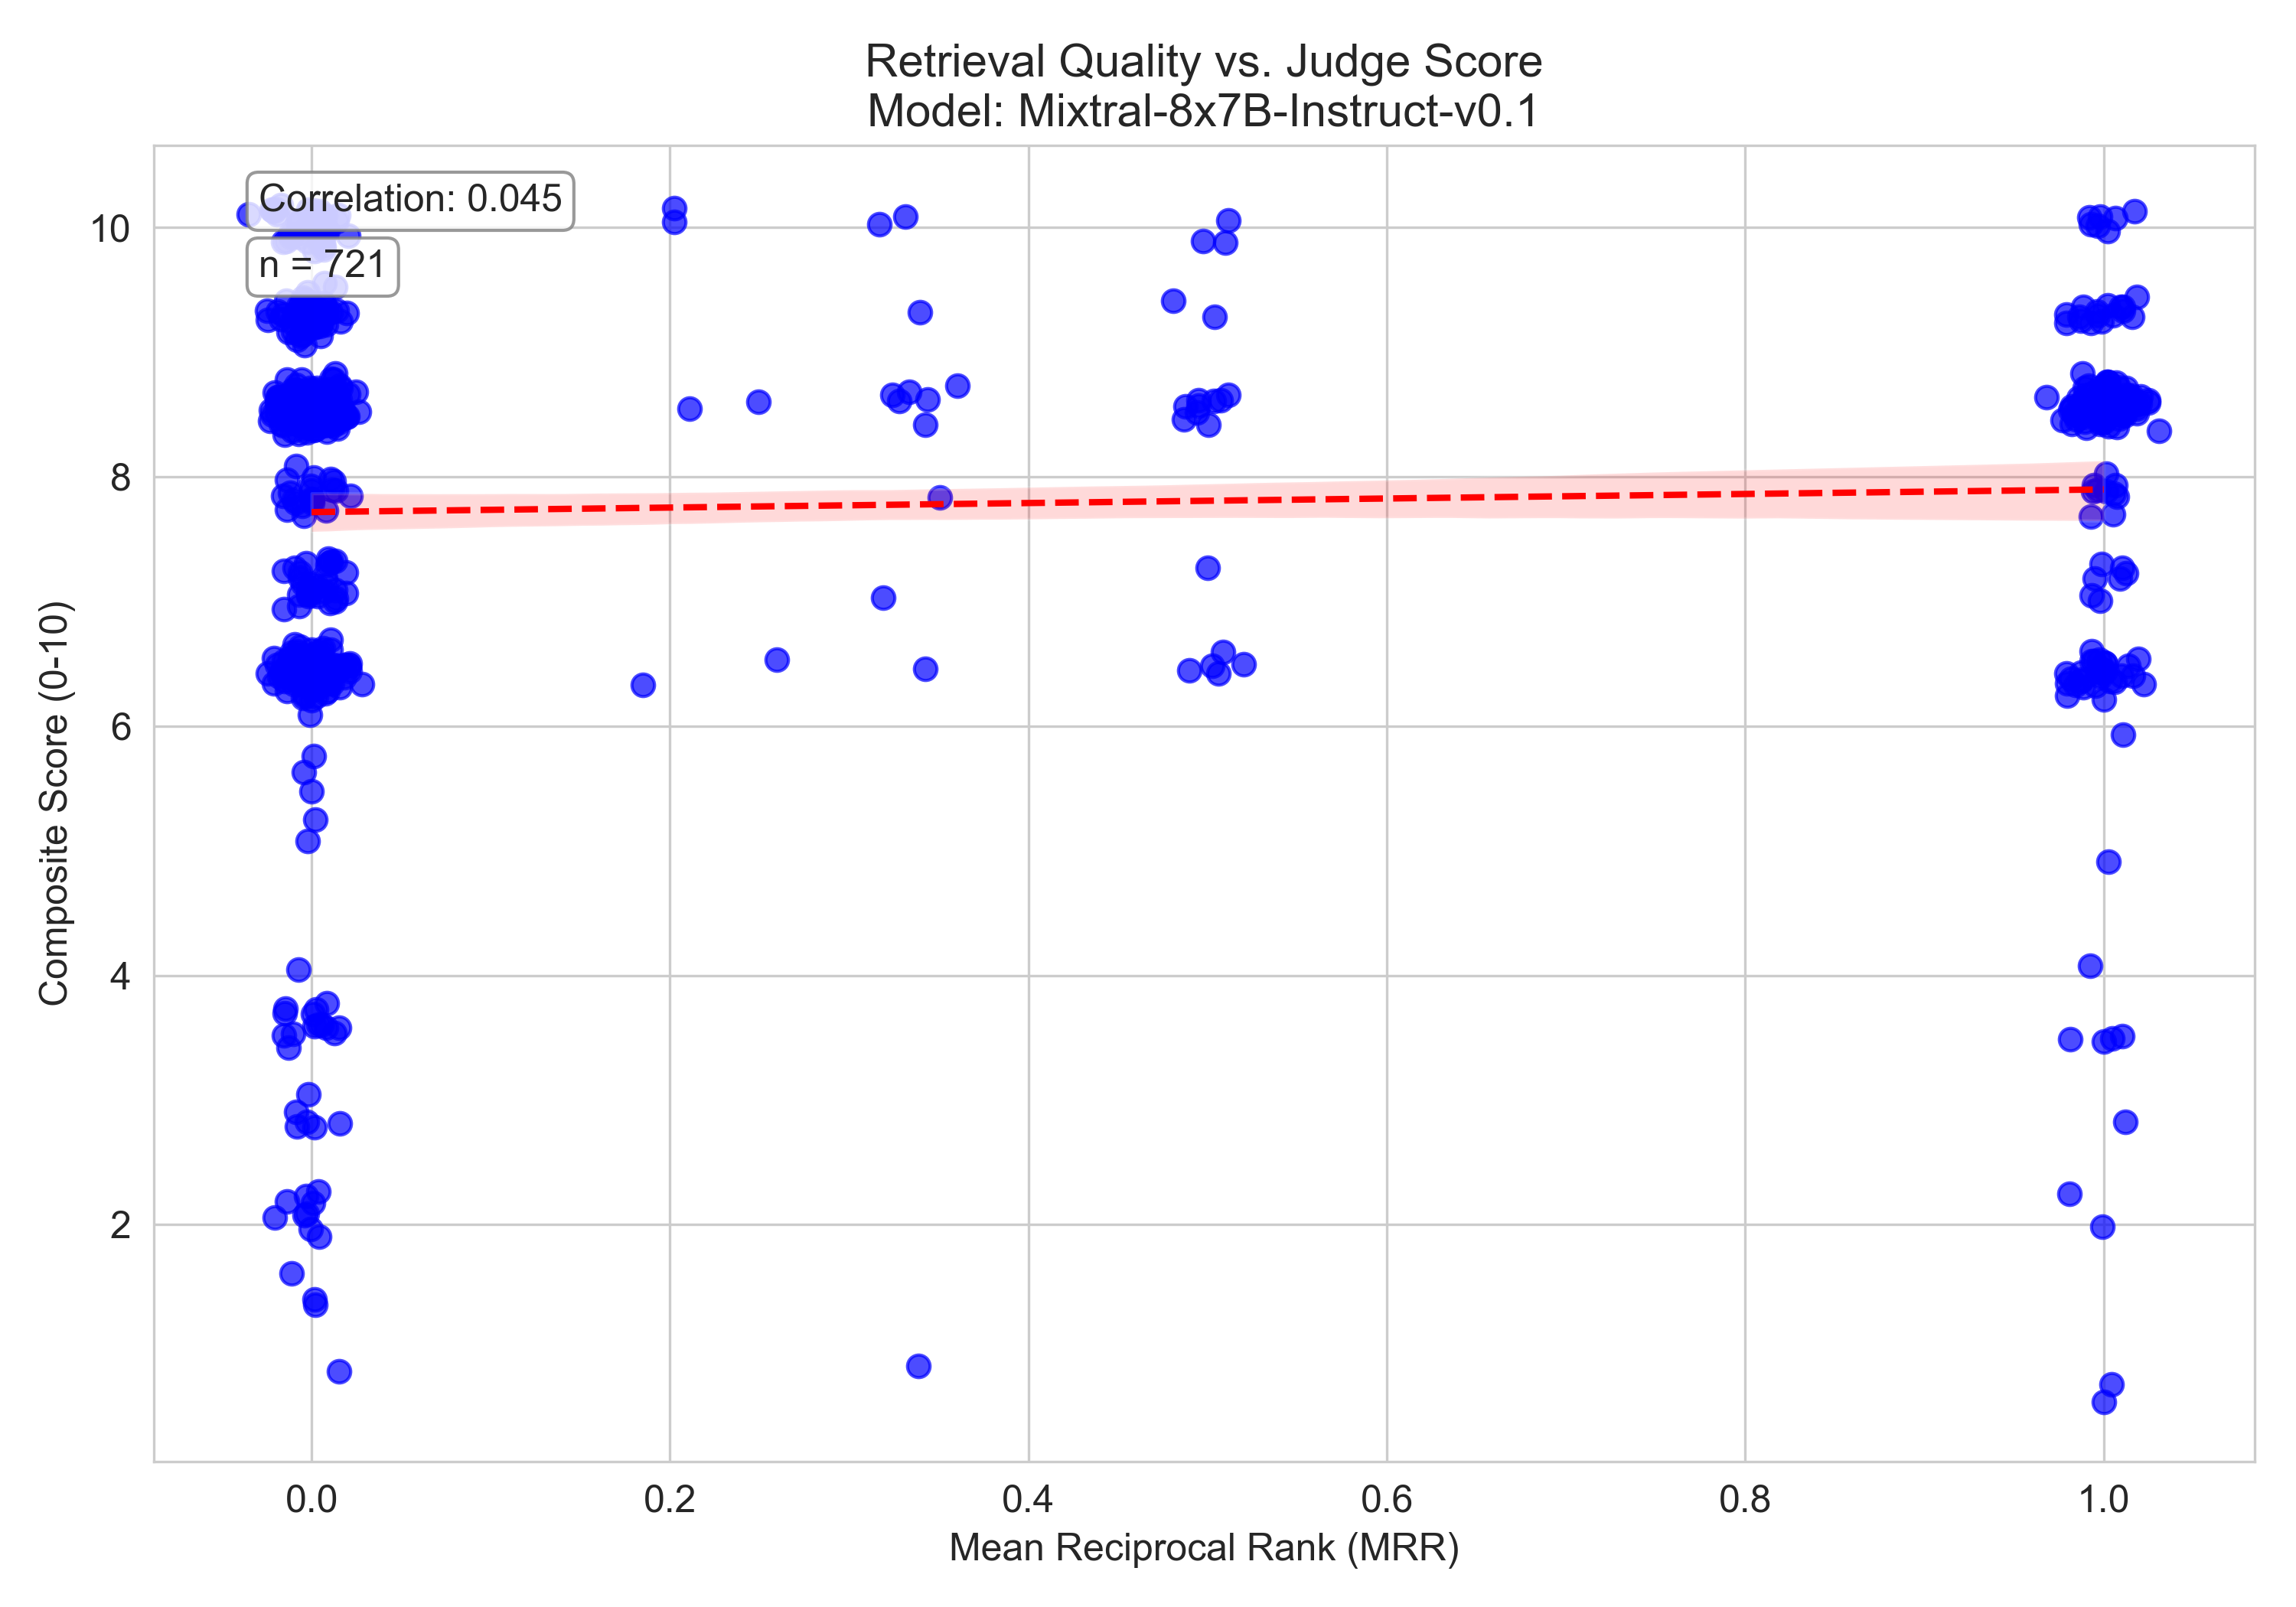 Retrieval Quality vs. Judge Score
Model: Mixtral-8x7B-Instruct-v0.1
Correlation: 0.045
n = 721
Composite Score (0-10)
10
8
6
4
2
0.0
0.2
0.4
0.6
0.8
1.0
Mean Reciprocal Rank (MRR)